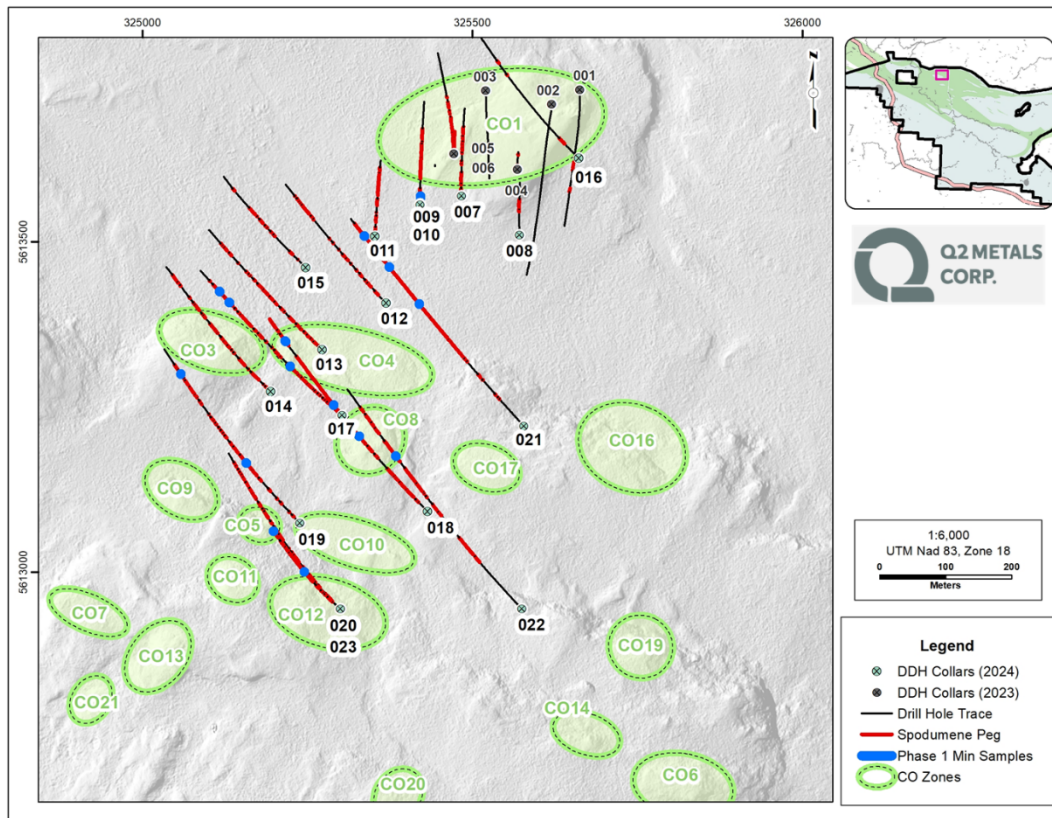 325000
325500
326000
5613500
5613000
N
003
001
002
CO1
005
006
004
016
009
010
007
008
011
015
012
CO3
CO4
013
014
CO8
017
021
CO16
CO17
CO9
018
CO5
019
CO10
CO11
CO12
CO7
020
023
022
CO13
CO19
CO21
CO14
CO6
CO20
Q2 METALS
CORP.
1:6,000
UTM Nad 83, Zone 18
0 100 200
Meters
Legend
DDH Collars (2024)
DDH Collars (2023)
Drill Hole Trace
Spodumene Peg
Phase 1 Min Samples
CO Zones